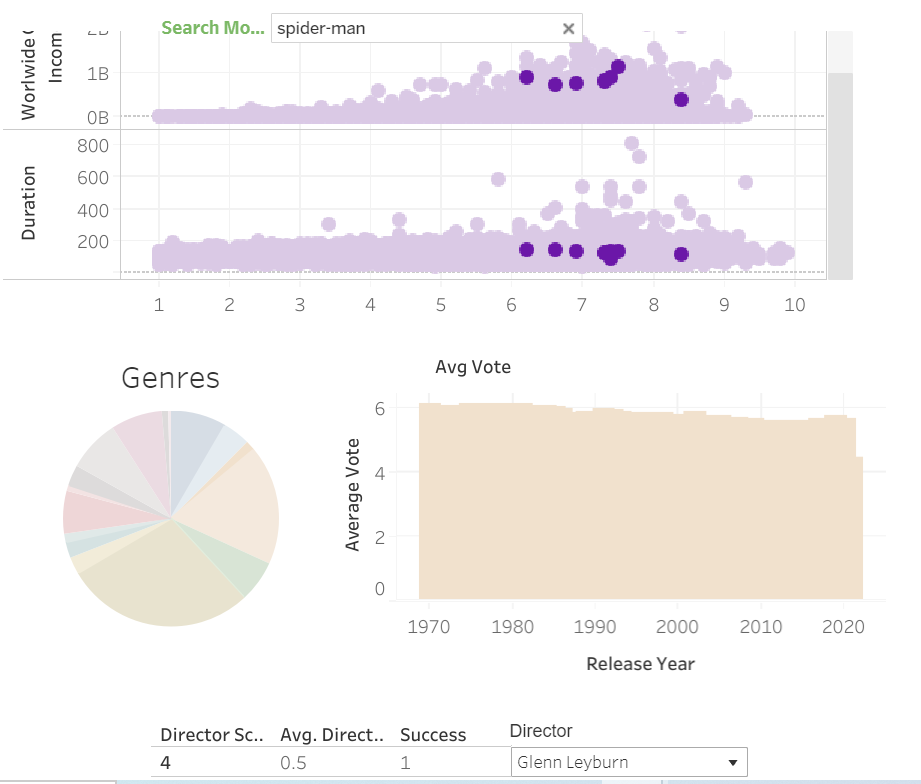 Search Mo... spider-man ×
Worlwide
Incom
2B
1B
0B
Duration
800
600
400
200
1 2 3 4 5 6 7 8 9 10
Genres
Avg Vote
Average Vote
6
4
2
0
1970 1980 1990 2000 2010 2020
Release Year
Director Sc.. Avg. Direct.. Success Director
4 0.5 1 Glenn Leyburn